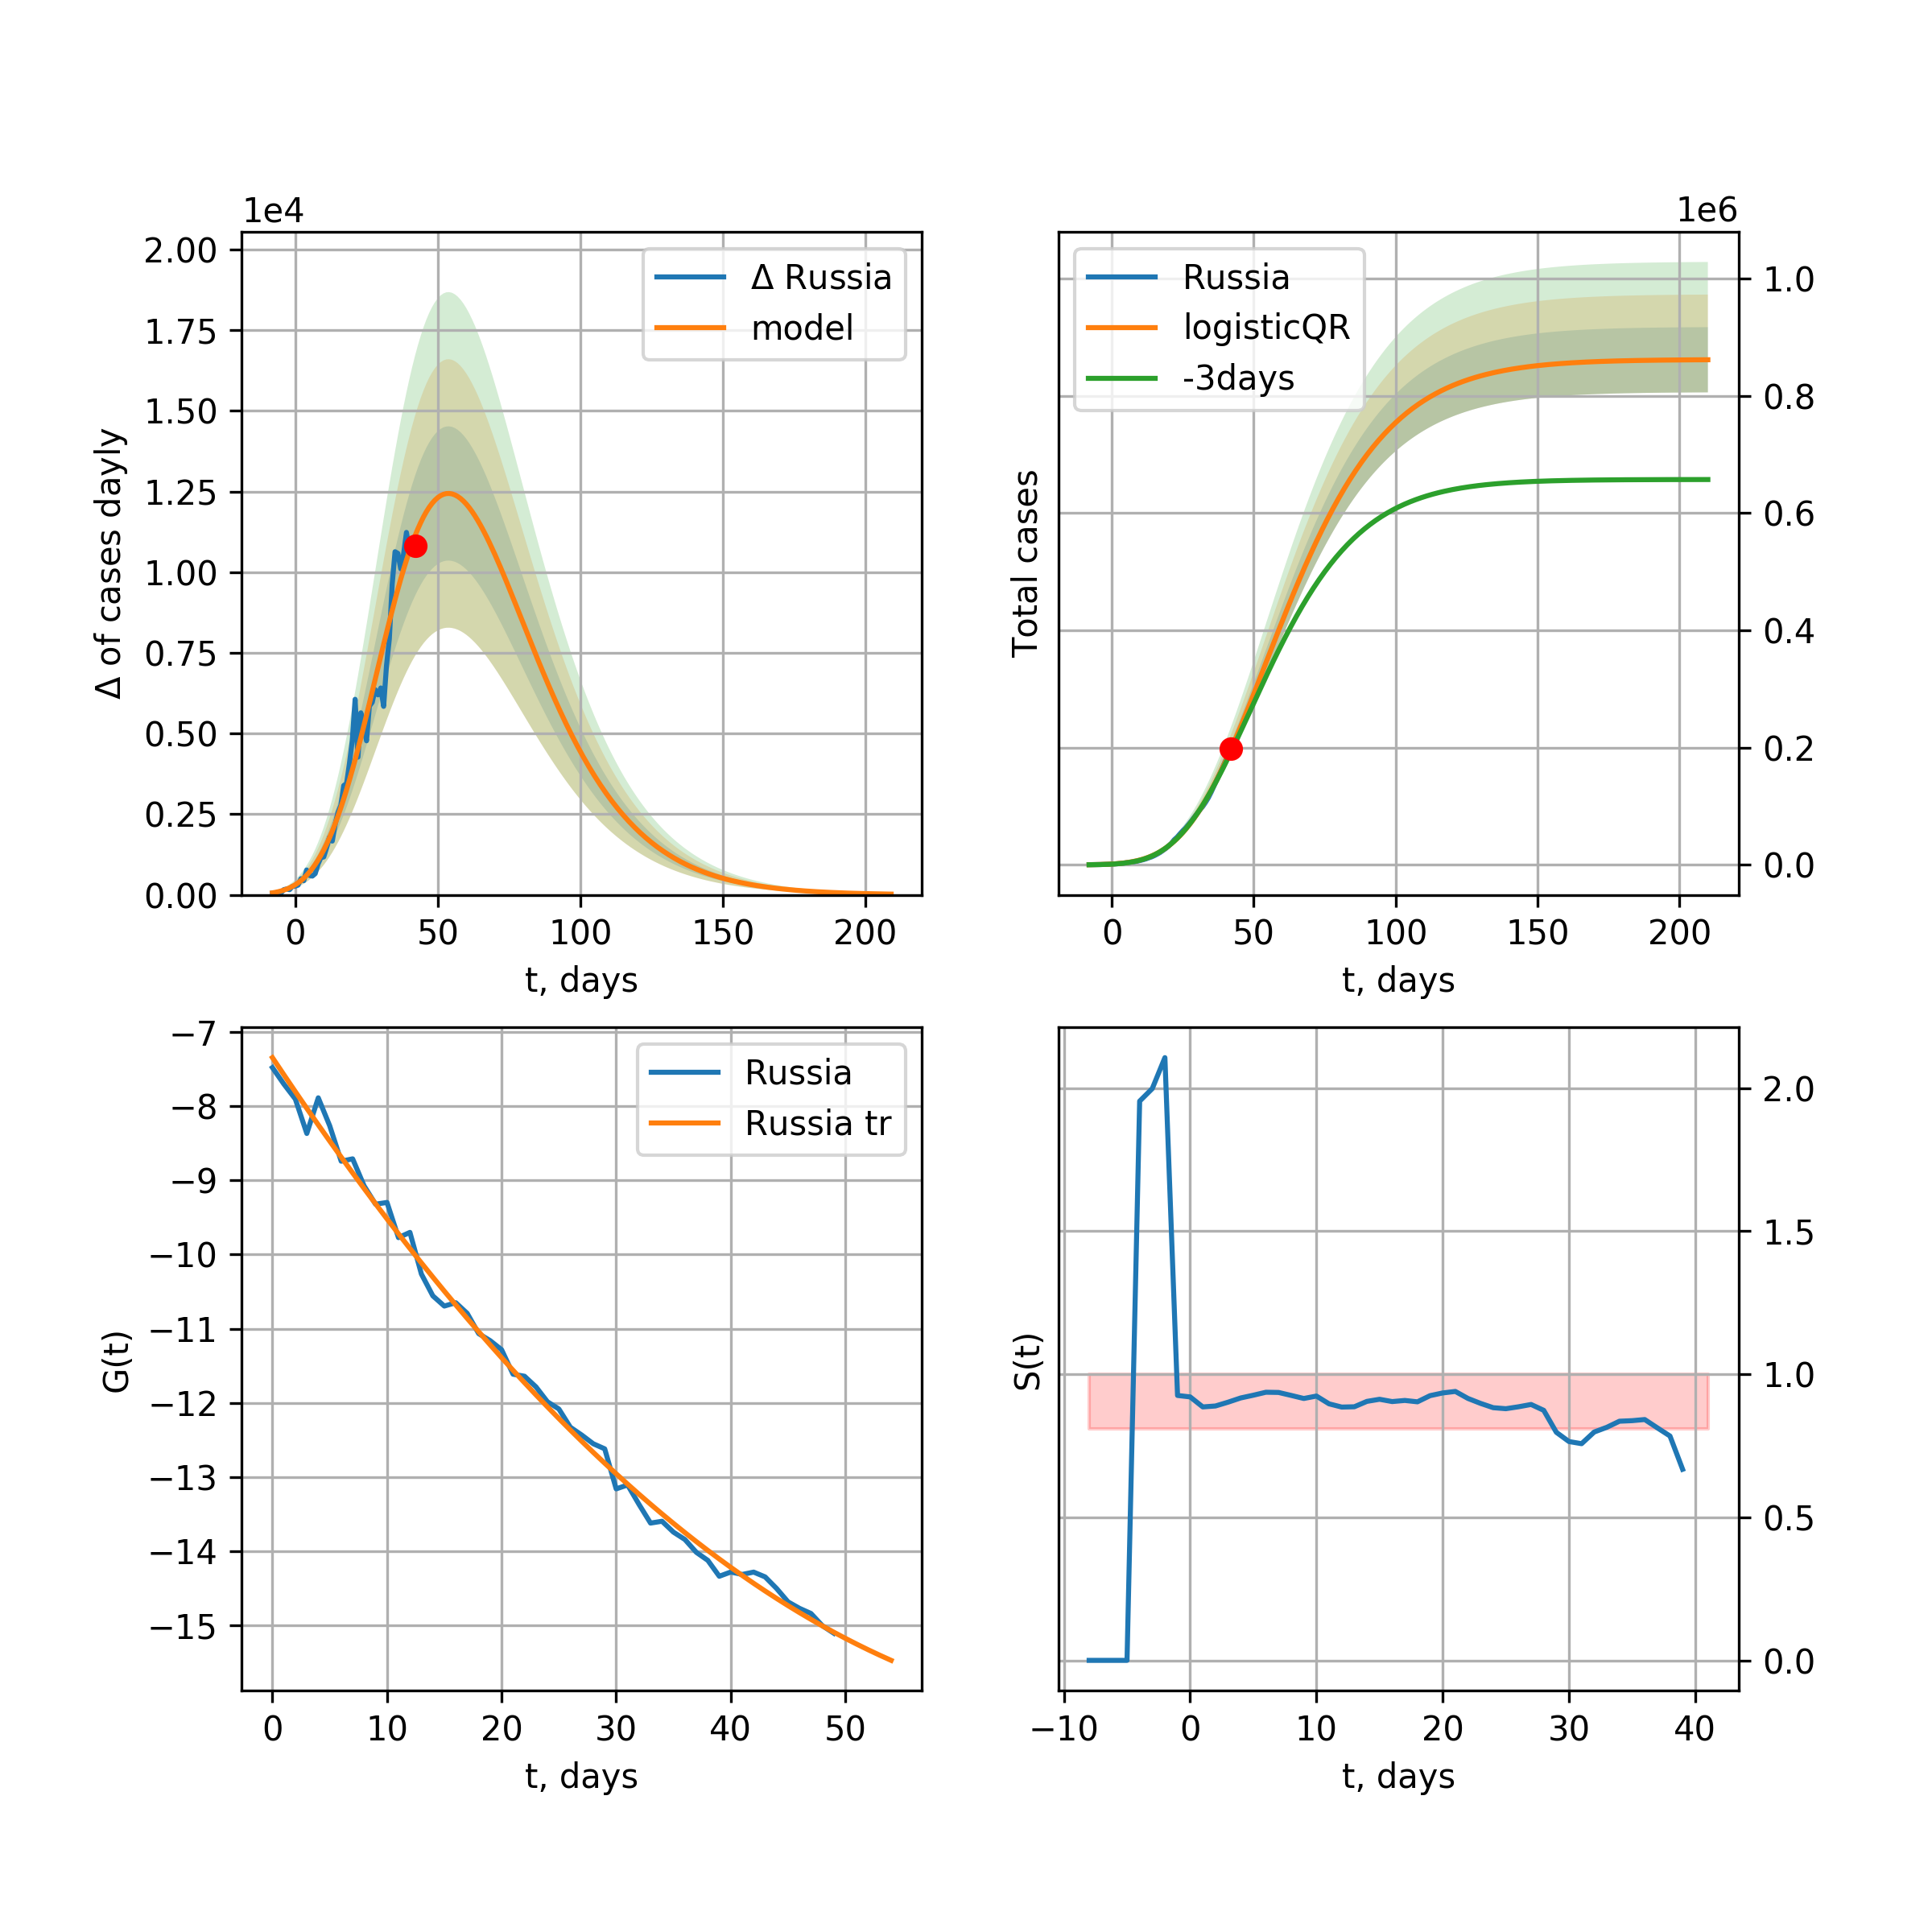 1e4
2.00
1.75
1.50
1.25
1.00
0.75
0.50
0.25
0.00
Δ of cases dayly
Δ Russia
model
0 50 100 150 200
t, days
1e6
Total cases
Russia
logisticQR
-3days
1.0
0.8
0.6
0.4
0.2
0.0
0 50 100 150 200
t, days
−7
−8
−9
−10
−11
−12
−13
−14
−15
G(t)
Russia
Russia tr
0 10 20 30 40 50
t, days
S(t)
2.0
1.5
1.0
0.5
0.0
−10 0 10 20 30 40
t, days